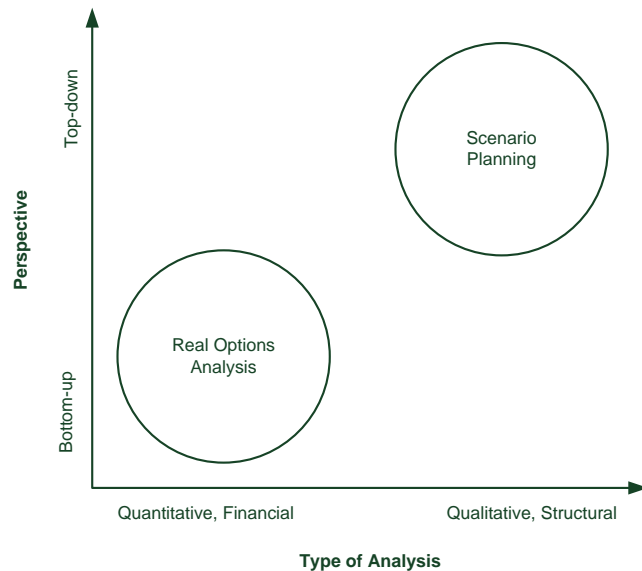 Top-down
Scenario
Planning
Perspective
Real Options
Analysis
Bottom-up
Quantitative, Financial
Qualitative, Structural
Type of Analysis